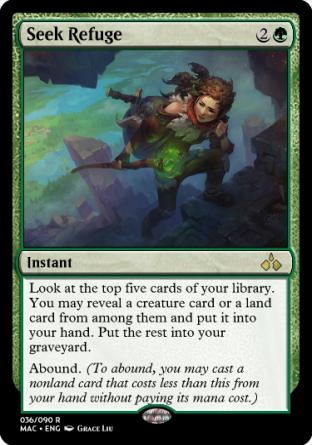 Seek Refuge 2
Instant
Look at the top five cards of your library.
You may reveal a creature card or a land
card from among them and put it into
your hand. Put the rest into your
graveyard.
Abound. (To abound, you may cast a
nonland card that costs less than this from
your hand without paying its mana cost.)
036/090 R
MAC • ENG Grace Liu